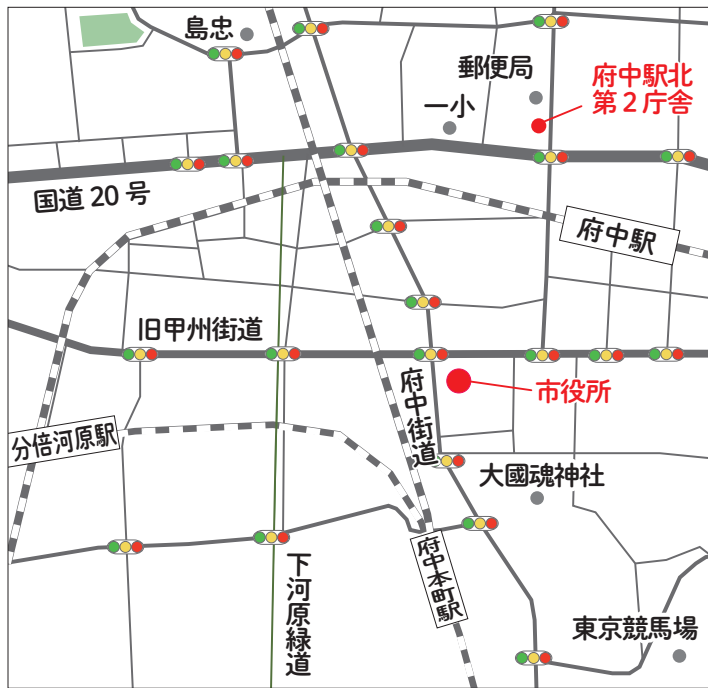 島忠
郵便局
一小
府中駅北
第2庁舎
国道20号
府中駅
旧甲州街道
府中街道
市役所
分倍河原駅
大國魂神社
下河原緑道
府中本町駅
東京競馬場